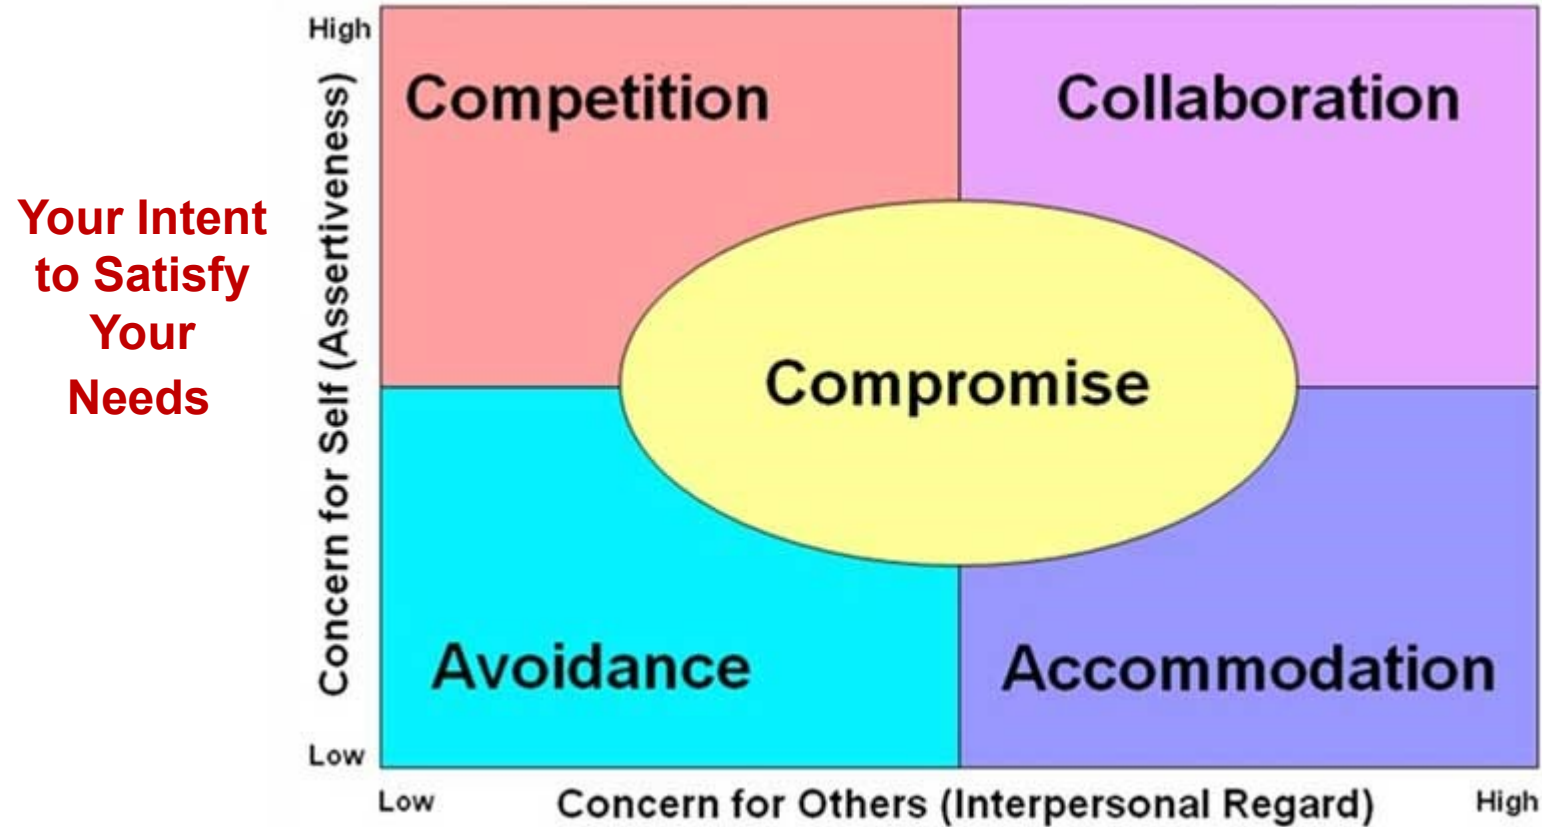 Your Intent
to Satisfy
Your
Needs
High
Concern for Self (Assertiveness)
Low
Competition
Collaboration
Compromise
Avoidance
Accommodation
Low
Concern for Others (Interpersonal Regard)
High